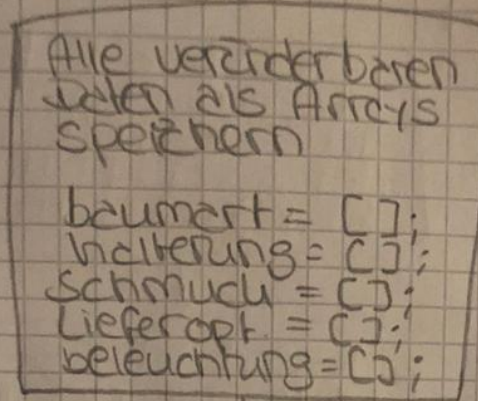 Alle veränderbaren
Daten als Arrays
speichern
baumart = [];
halterung = [];
Schmuck = [];
Lieferopt. = [];
beleuchtung = [];